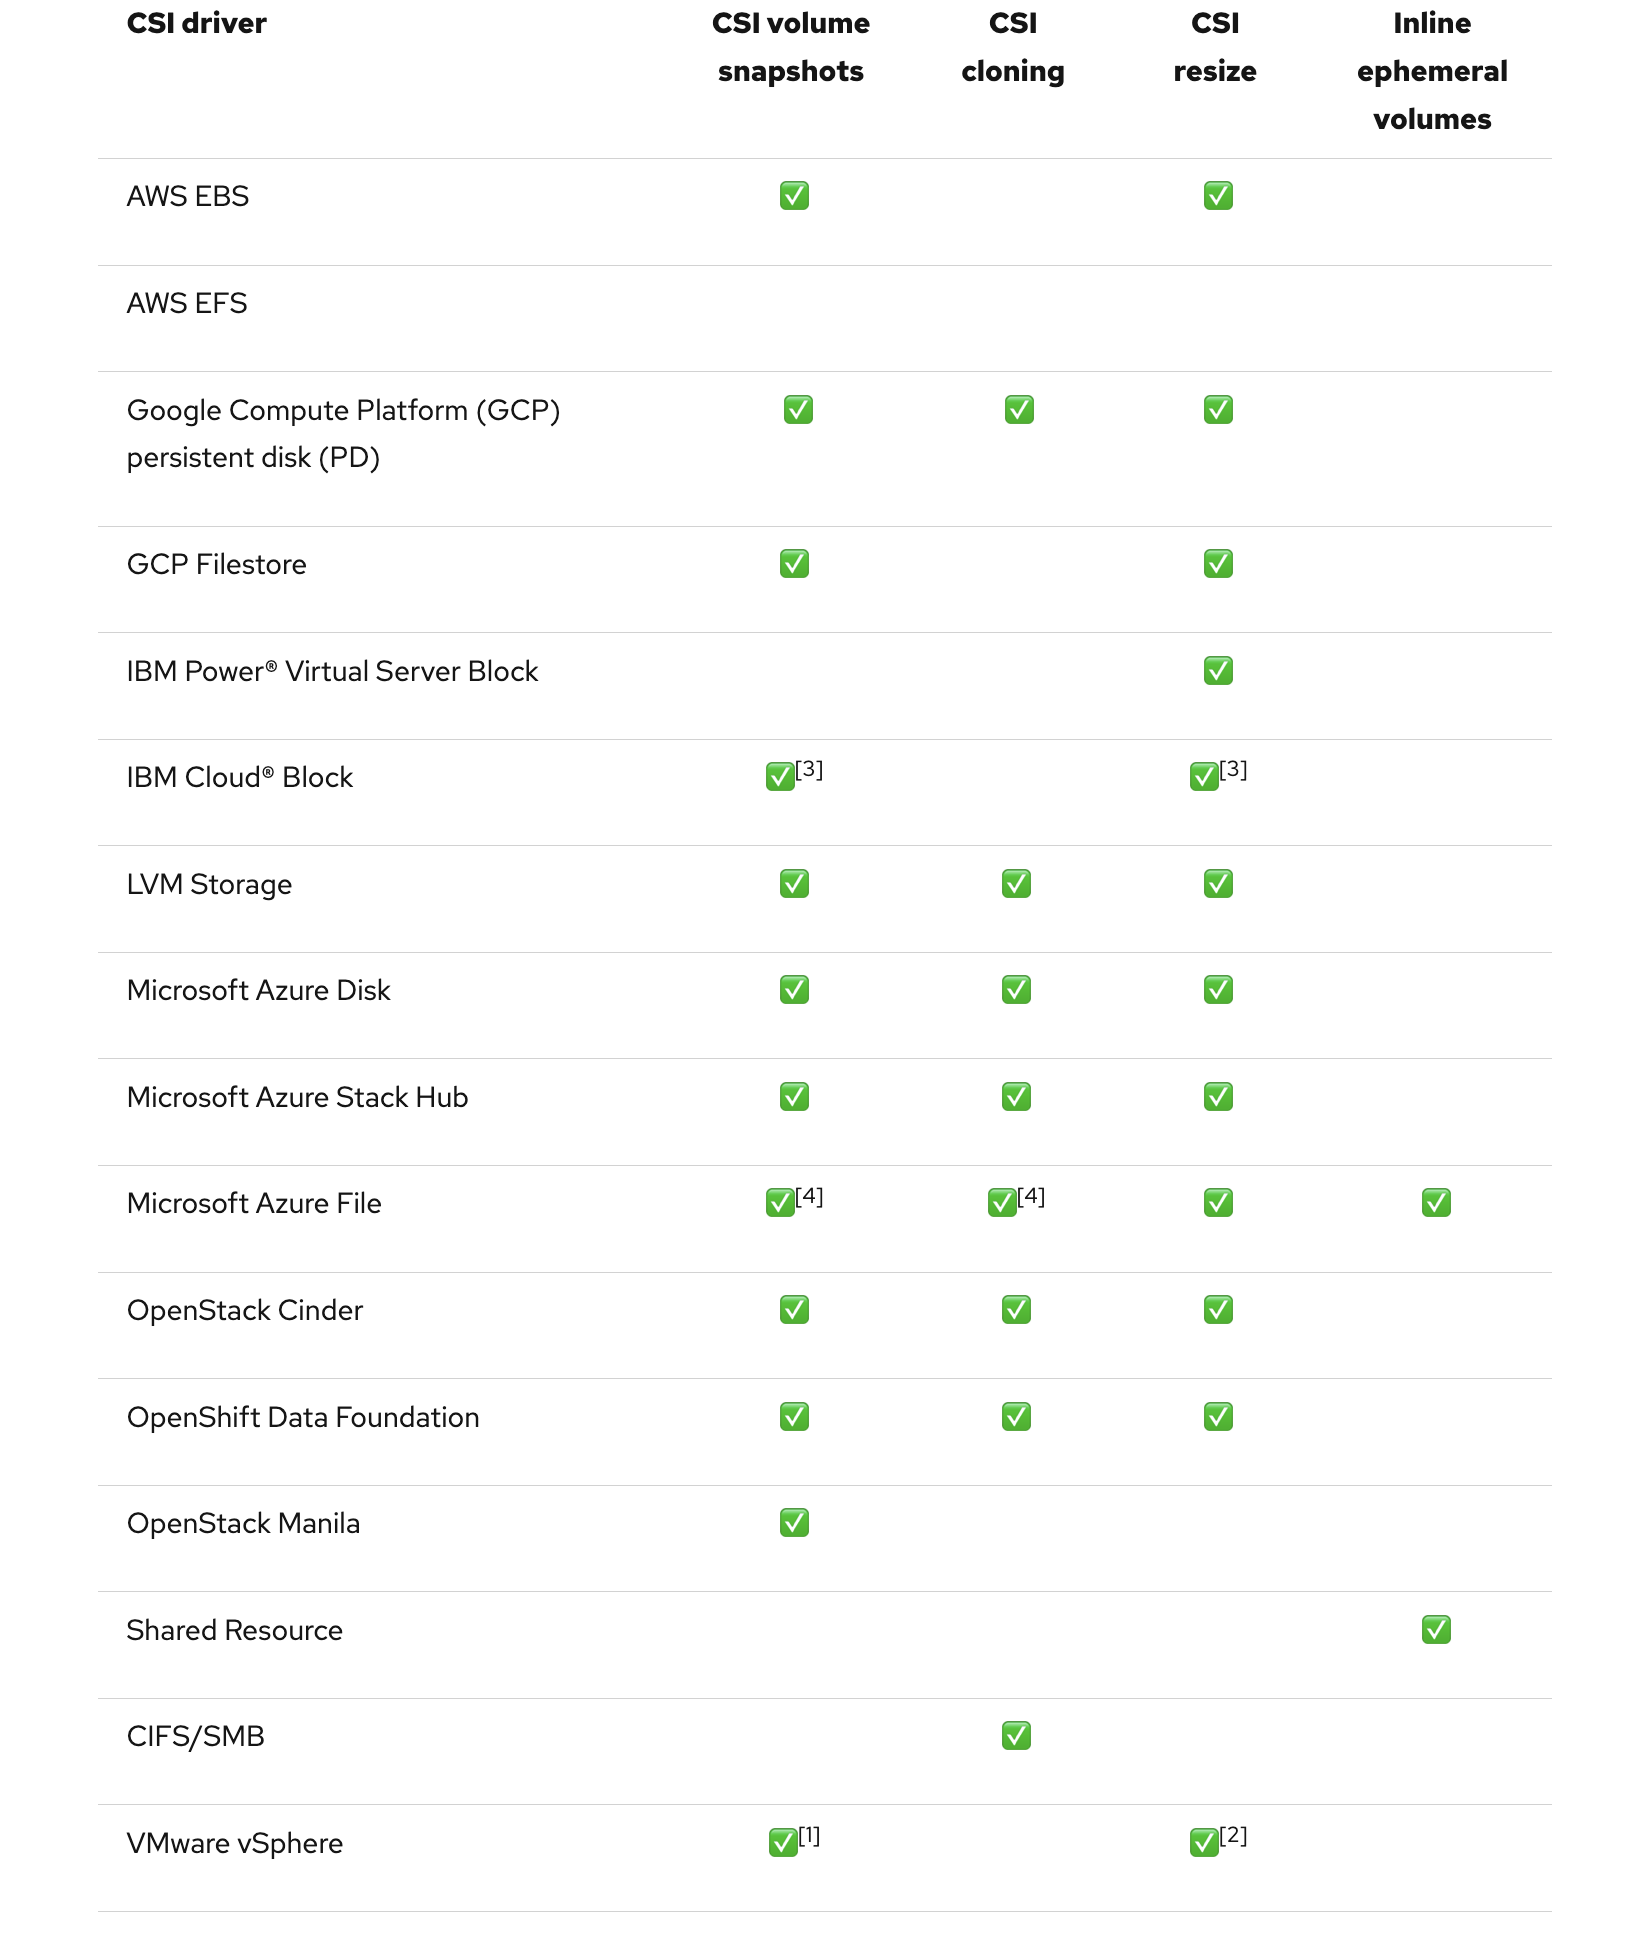 CSI driver CSI volume snapshots CSI cloning CSI resize Inline ephemeral volumes
AWS EBS ✅ ✅
AWS EFS
Google Compute Platform (GCP)
persistent disk (PD) ✅ ✅ ✅
GCP Filestore ✅ ✅
IBM Power® Virtual Server Block ✅
IBM Cloud® Block ✅[3] ✅[3]
LVM Storage ✅ ✅ ✅
Microsoft Azure Disk ✅ ✅ ✅
Microsoft Azure Stack Hub ✅ ✅ ✅
Microsoft Azure File ✅[4] ✅[4] ✅ ✅
OpenStack Cinder ✅ ✅ ✅
OpenShift Data Foundation ✅ ✅ ✅
OpenStack Manila ✅
Shared Resource ✅
CIFS/SMB ✅
VMware vSphere ✅[1] ✅[2]